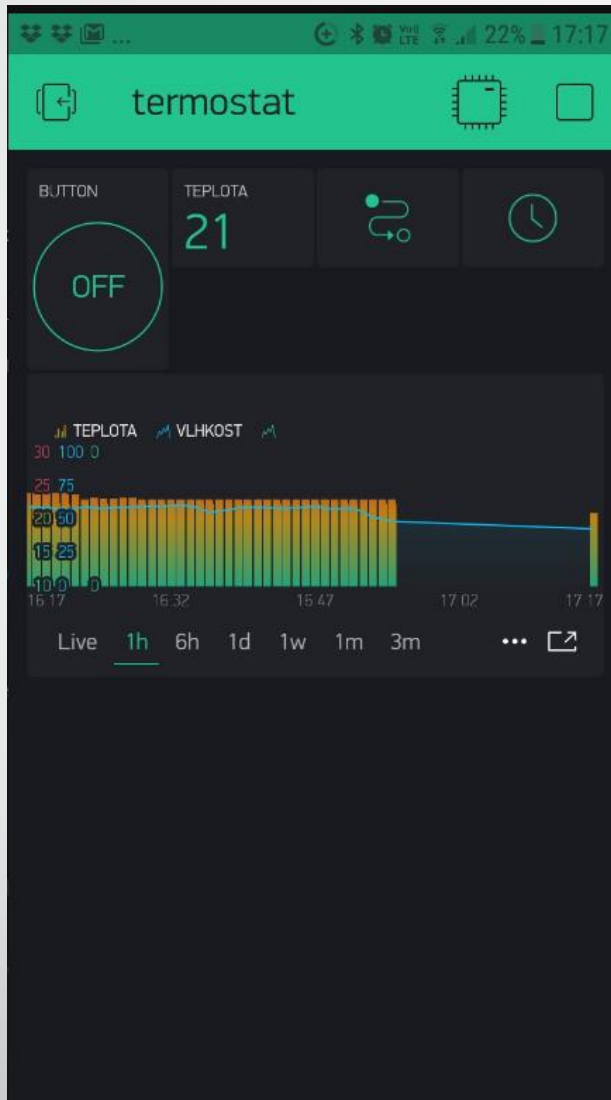 ... VoD LTE 22% 17:17
termostat
BUTTON
TEPLOTA
21
OFF
TEPLOTA VLHKOST
30 100 0
25 75
20 50
15 25
10 0 0
16:17 16:32 16:47 17:02 17:17
Live 1h 6h 1d 1w 1m 3m ...